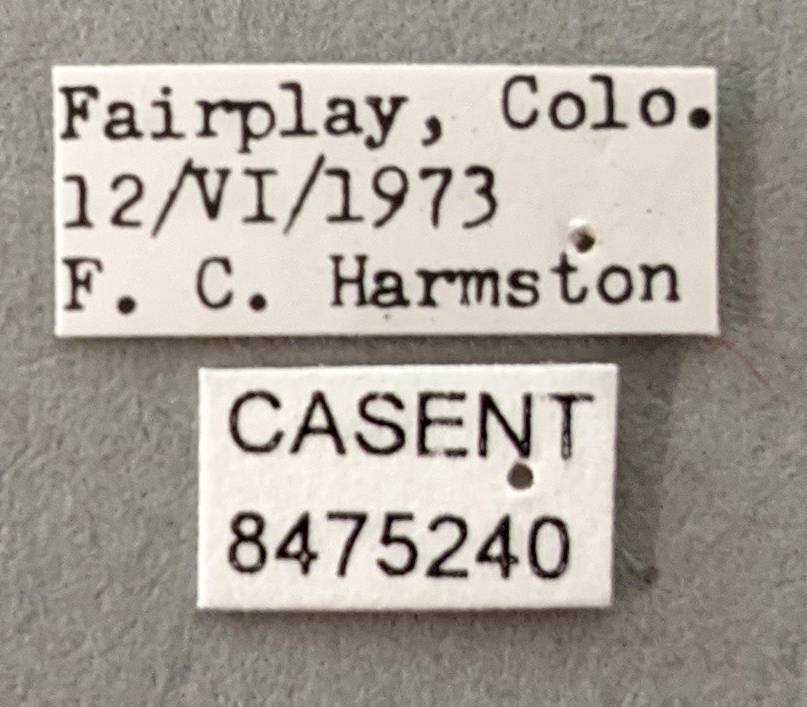 Fairplay, Colo.
12/VI/1973
F. C. Harmston
CASENT
8475240